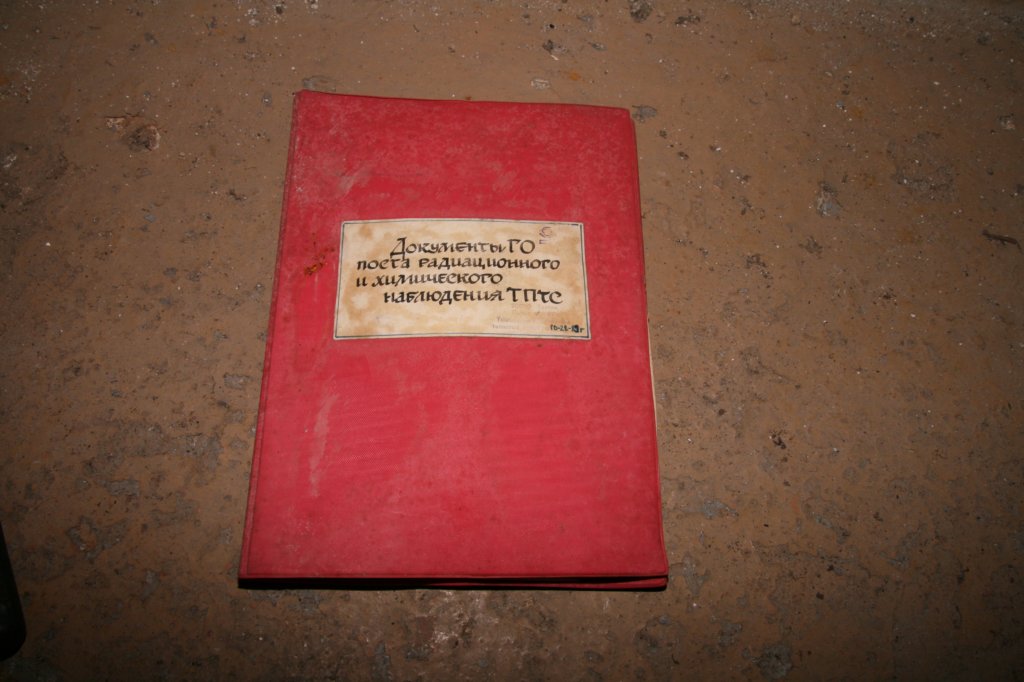 Документы ГО
поста радиационного
и химического
наблюдения ТПтС